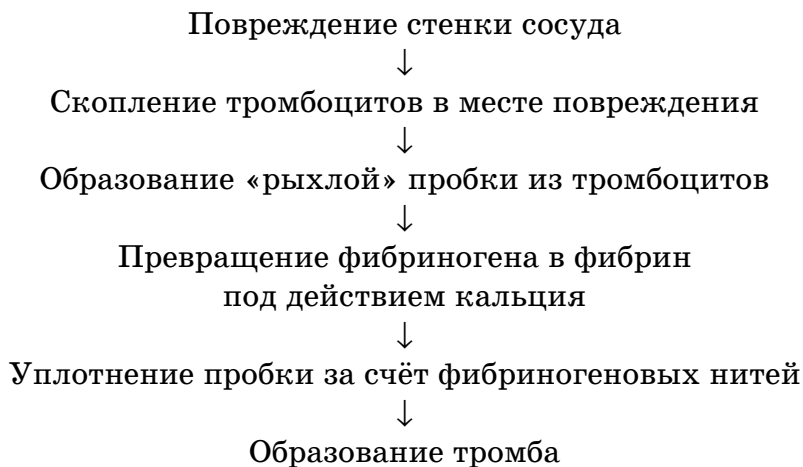 Повреждение стенки сосуда
↓
Скопление тромбоцитов в месте повреждения
↓
Образование «рыхлой» пробки из тромбоцитов
↓
Превращение фибриногена в фибрин
под действием кальция
↓
Уплотнение пробки за счёт фибриногеновых нитей
↓
Образование тромба